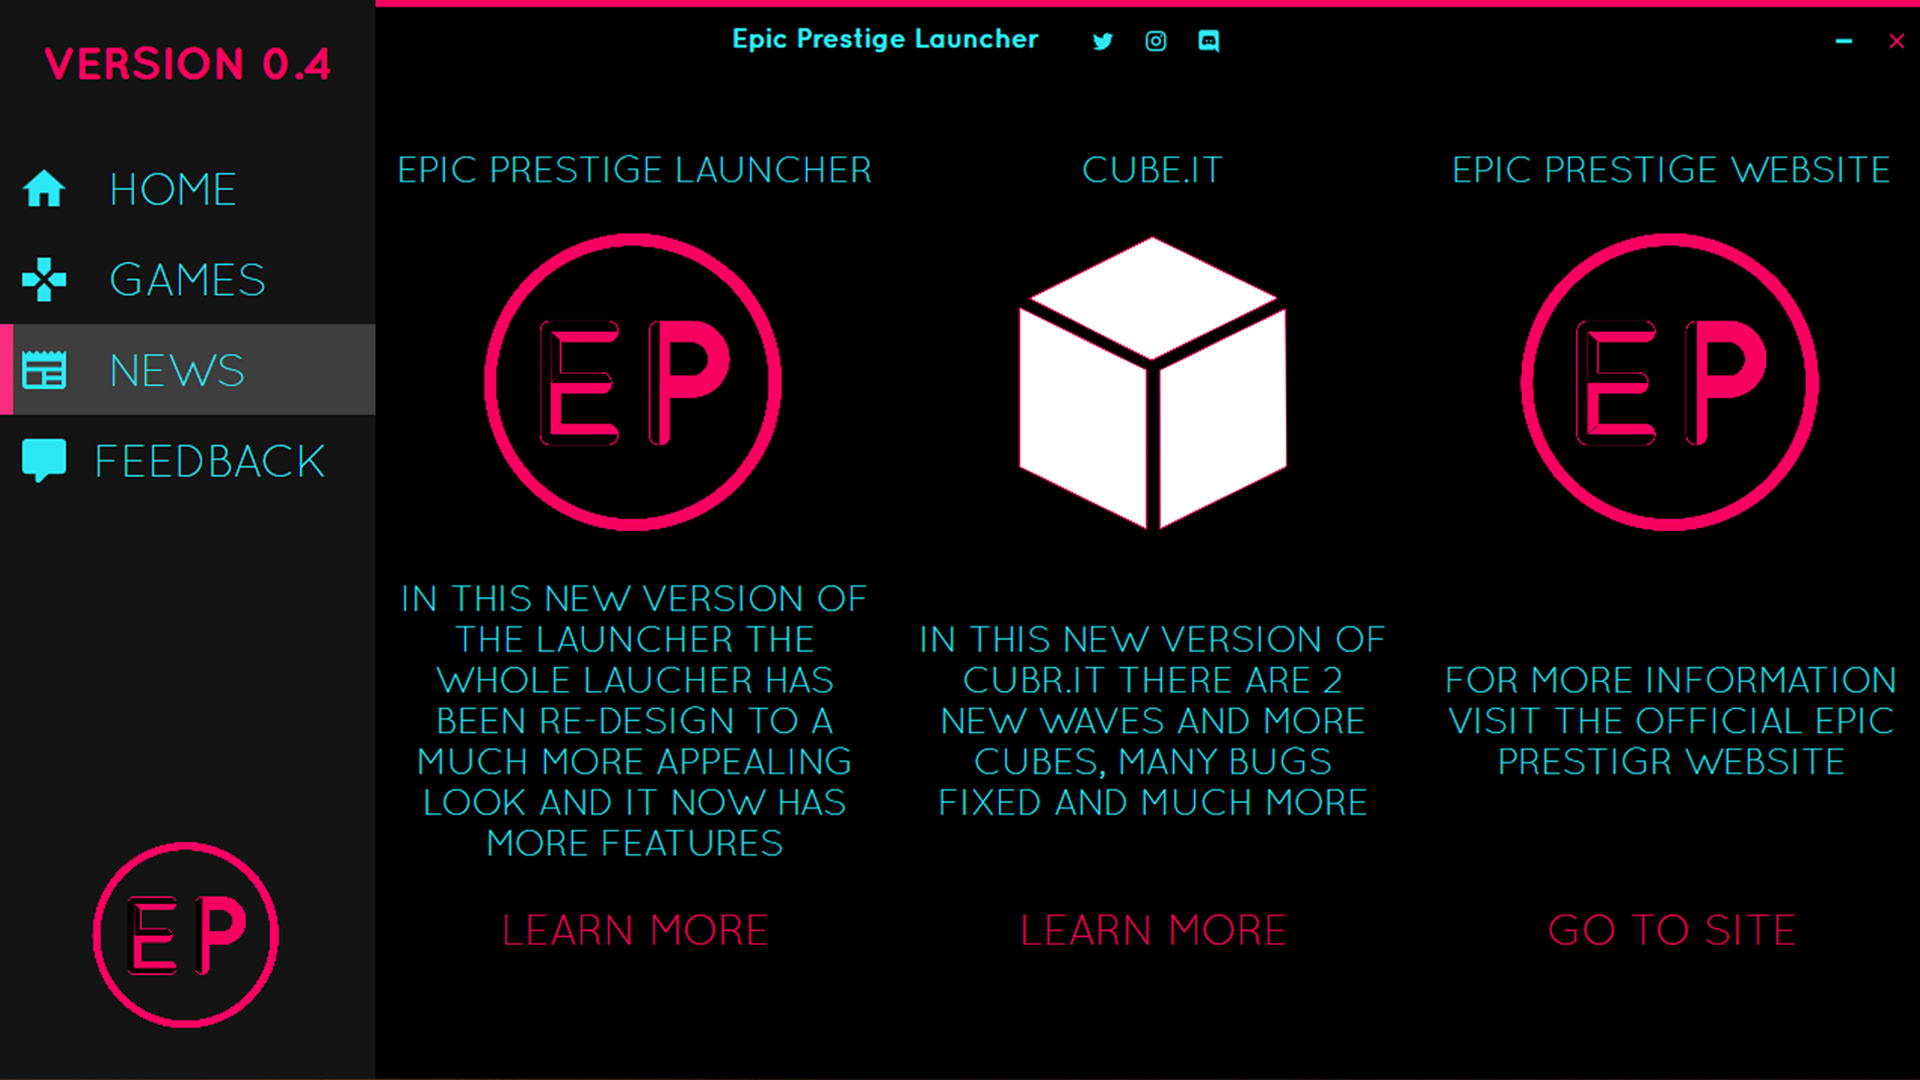 VERSION 0.4
HOME
GAMES
NEWS
FEEDBACK
EP
Epic Prestige Launcher
EPIC PRESTIGE LAUNCHER
EP
IN THIS NEW VERSION OF
THE LAUNCHER THE
WHOLE LAUCHER HAS
BEEN RE-DESIGN TO A
MUCH MORE APPEALING
LOOK AND IT NOW HAS
MORE FEATURES
LEARN MORE
CUBE.IT
IN THIS NEW VERSION OF
CUBR.IT THERE ARE 2
NEW WAVES AND MORE
CUBES, MANY BUGS
FIXED AND MUCH MORE
LEARN MORE
EPIC PRESTIGE WEBSITE
EP
FOR MORE INFORMATION
VISIT THE OFFICIAL EPIC
PRESTIGR WEBSITE
GO TO SITE